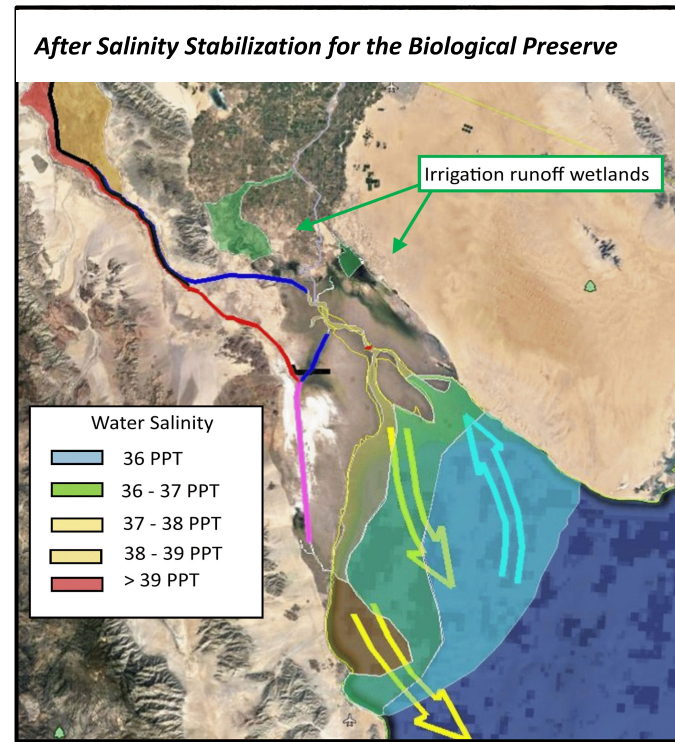 After Salinity Stabilization for the Biological Preserve
Irrigation runoff wetlands
Water Salinity
36 PPT
36 - 37 PPT
37 - 38 PPT
38 - 39 PPT
> 39 PPT